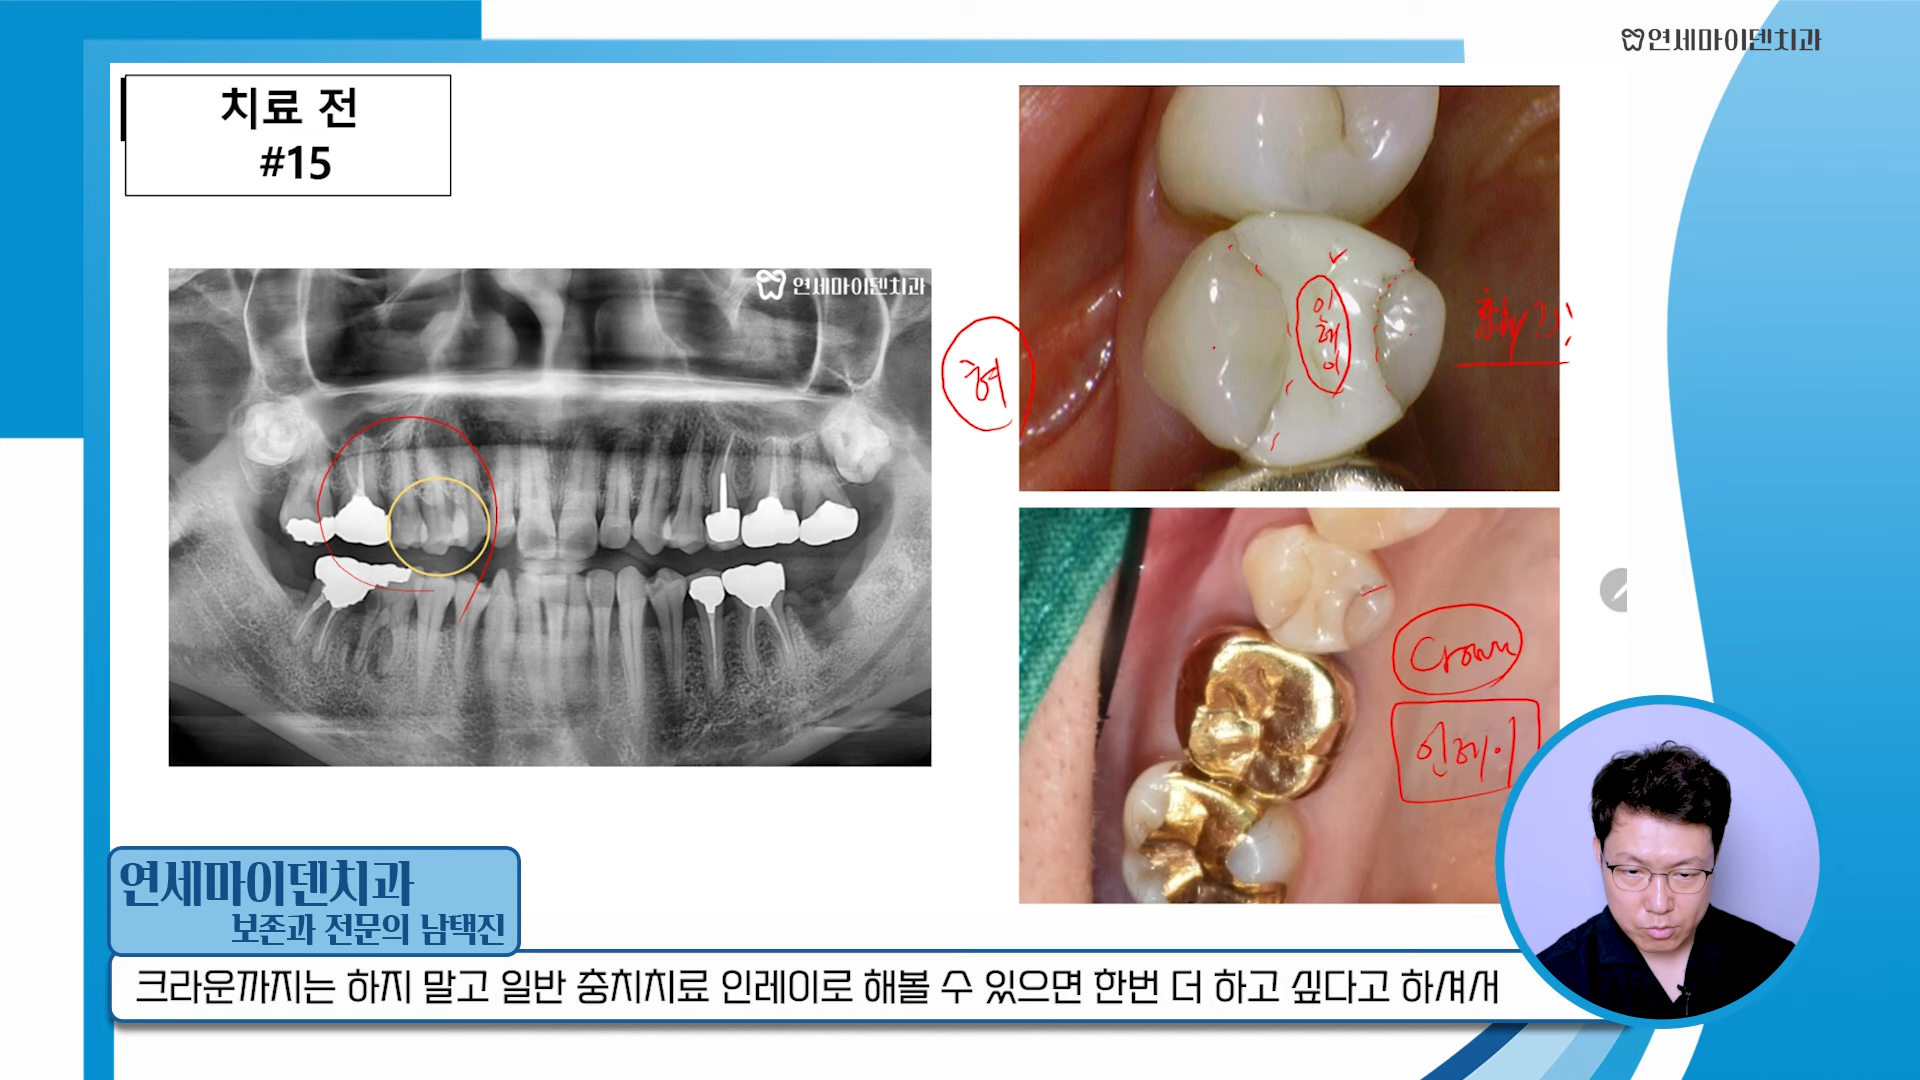 연세마이덴치과
치료 전
#15
연세마이덴치과
인레이
혀
Crown
인레이
연세마이덴치과
보존과 전문의 남택진
크라운까지는 하지 말고 일반 충치치료 인레이로 해볼 수 있으면 한번 더 하고 싶다고 하셔서